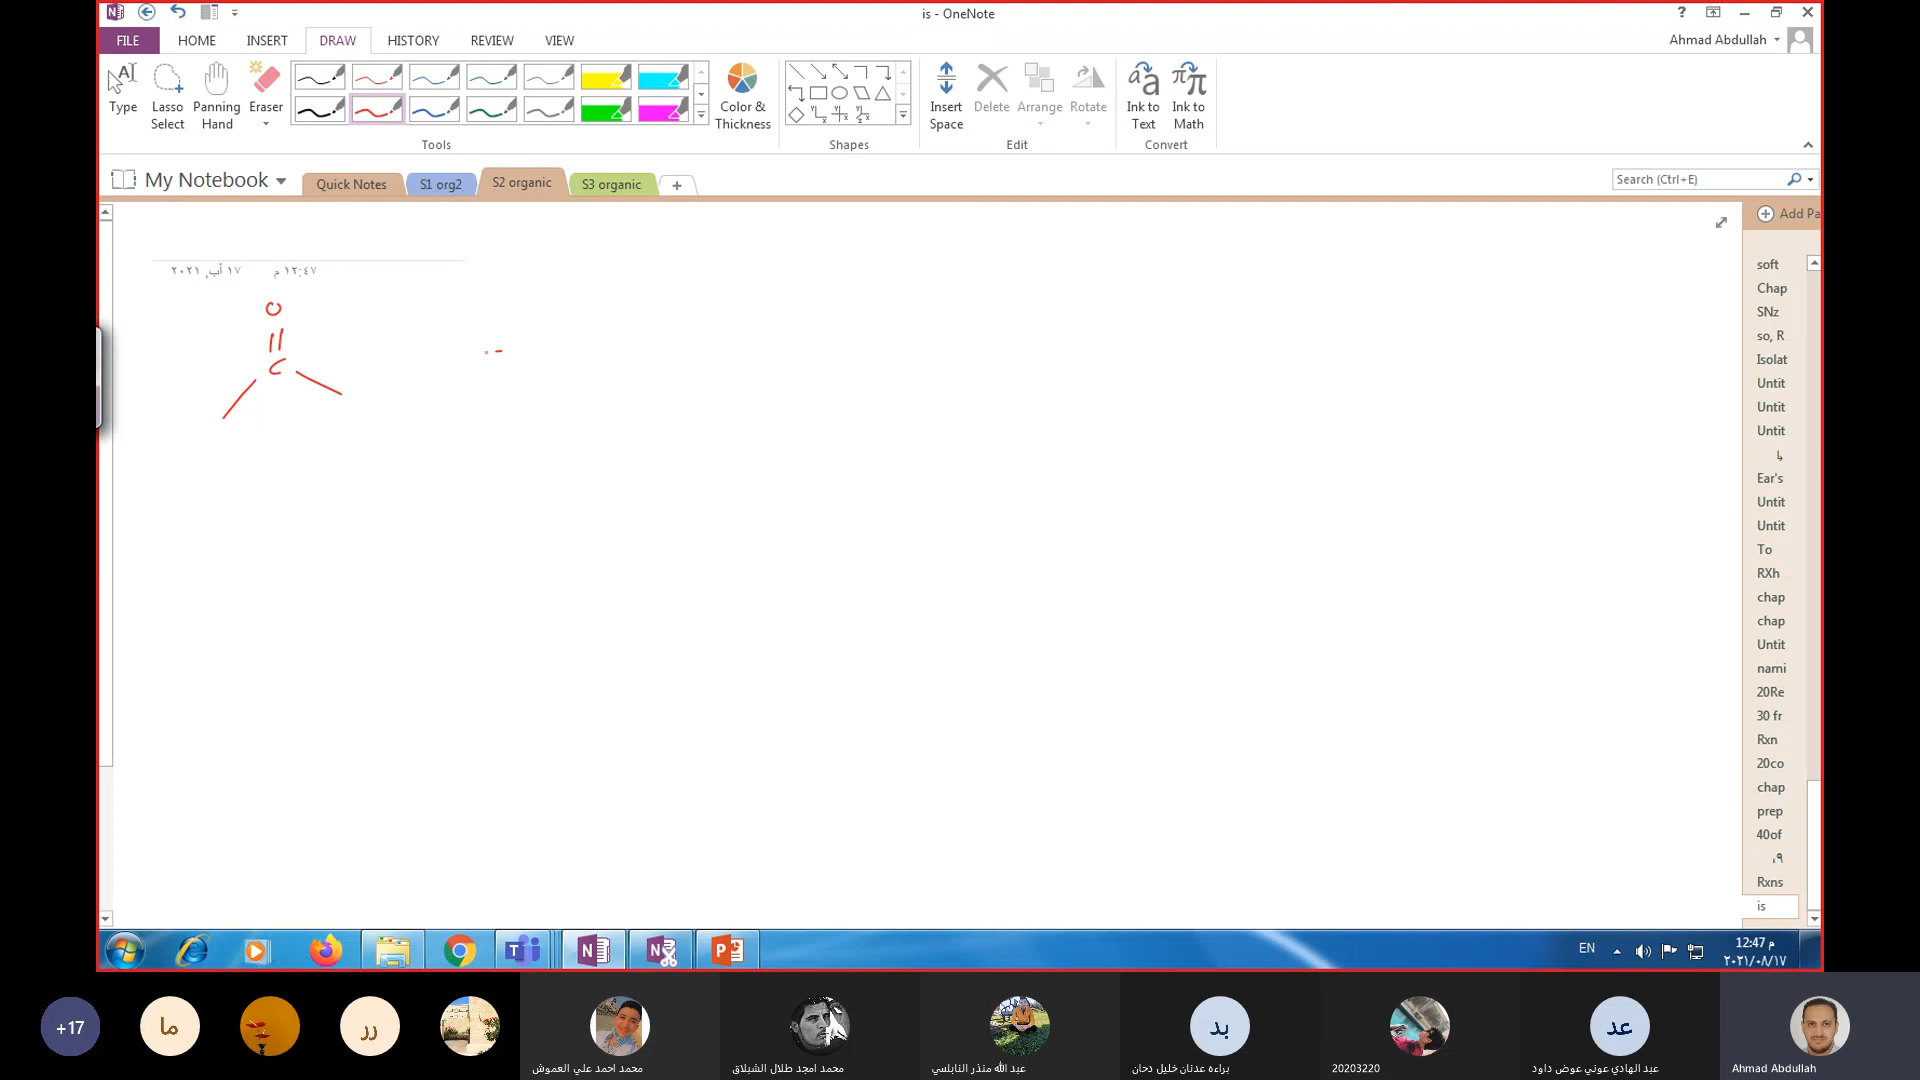 is - OneNote
?
FILE HOME INSERT DRAW HISTORY REVIEW VIEW
Ahmad Abdullah
Type
Lasso Select
Panning Hand
Eraser
Color & Thickness
Insert Space
Delete
Arrange
Rotate
Ink to Text
Ink to Math
Tools
Shapes
Edit
Convert
My Notebook
Quick Notes
S1 org2
S2 organic
S3 organic
Search (Ctrl+E)
Add Pa
١٧ آب, ٢٠٢١ ١٢:٤٧ م
O
C
soft
Chap
SNz
so, R
Isolat
Untit
Untit
Untit
Ear's
Untit
Untit
To
RXh
chap
chap
Untit
nami
20Re
30 fr
Rxn
20co
chap
prep
40of
٩،
Rxns
is
EN
12:47 م
٢٠٢١/٠٨/١٧
+17
ما
رر
محمد احمد علي العموش
محمد امجد طلال الشبلاق
عبد الله منذر النابلسي
بد
براءه عدنان خليل دحان
20203220
عد
عبد الهادي عوني عوض داود
Ahmad Abdullah